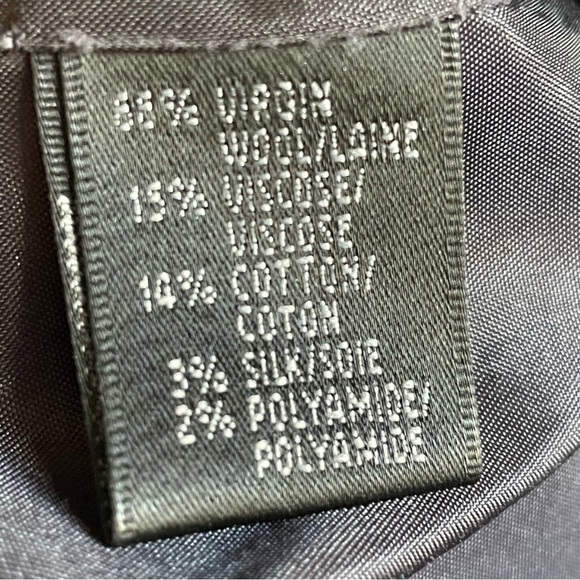 66% VIRGIN
WOOL/LAINE
15% VISCOSE/
VISCOSE
14% COTTON/
COTON
3% SILK/SOIE
2% POLYAMIDE/
POLYAMIDE